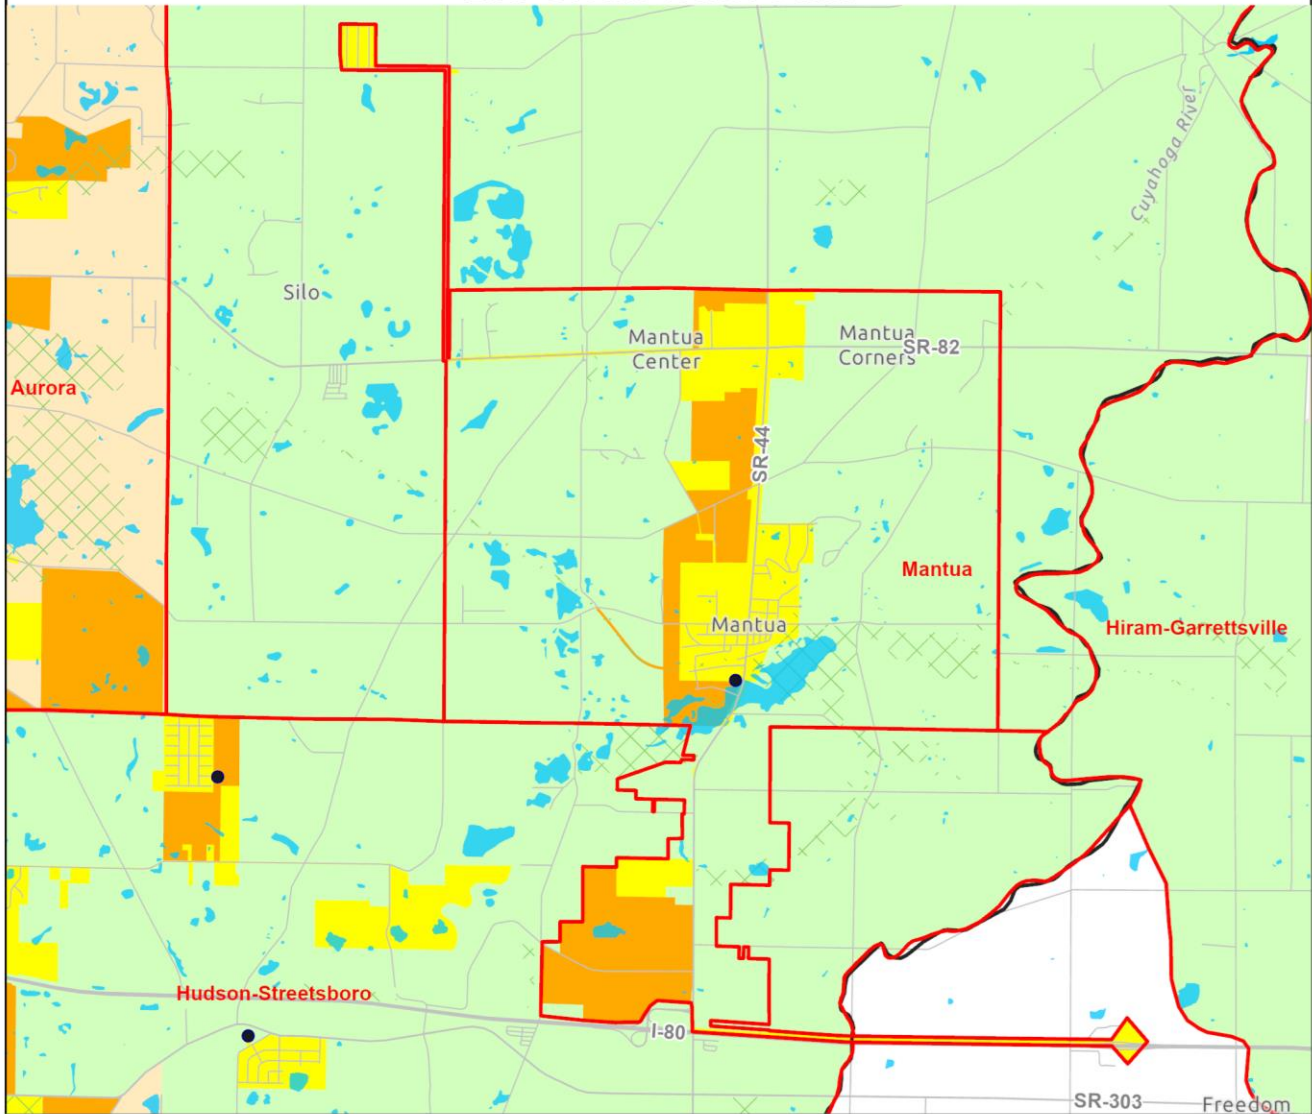 Cuyahoga River
Silo
Mantua
Center
Mantua
Corners
SR-82
Aurora
SR-44
Mantua
Mantua
Hiram-Garrettsville
Hudson-Streetsboro
I-80
SR-303
Freedom